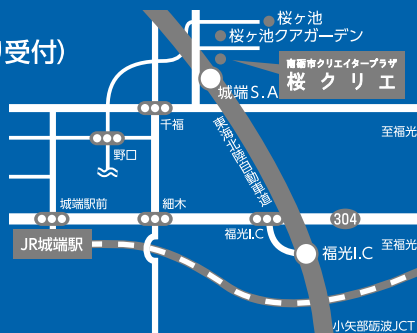 り受付)
桜ヶ池
桜ヶ池クアガーデン
南砺市クリエイタープラザ
桜クリエ
城端S.A
千福
東海北陸自動車道
至福光
野口
城端駅前
細木
福光I.C
304
JR城端駅
福光I.C
至福光
小矢部砺波JCT